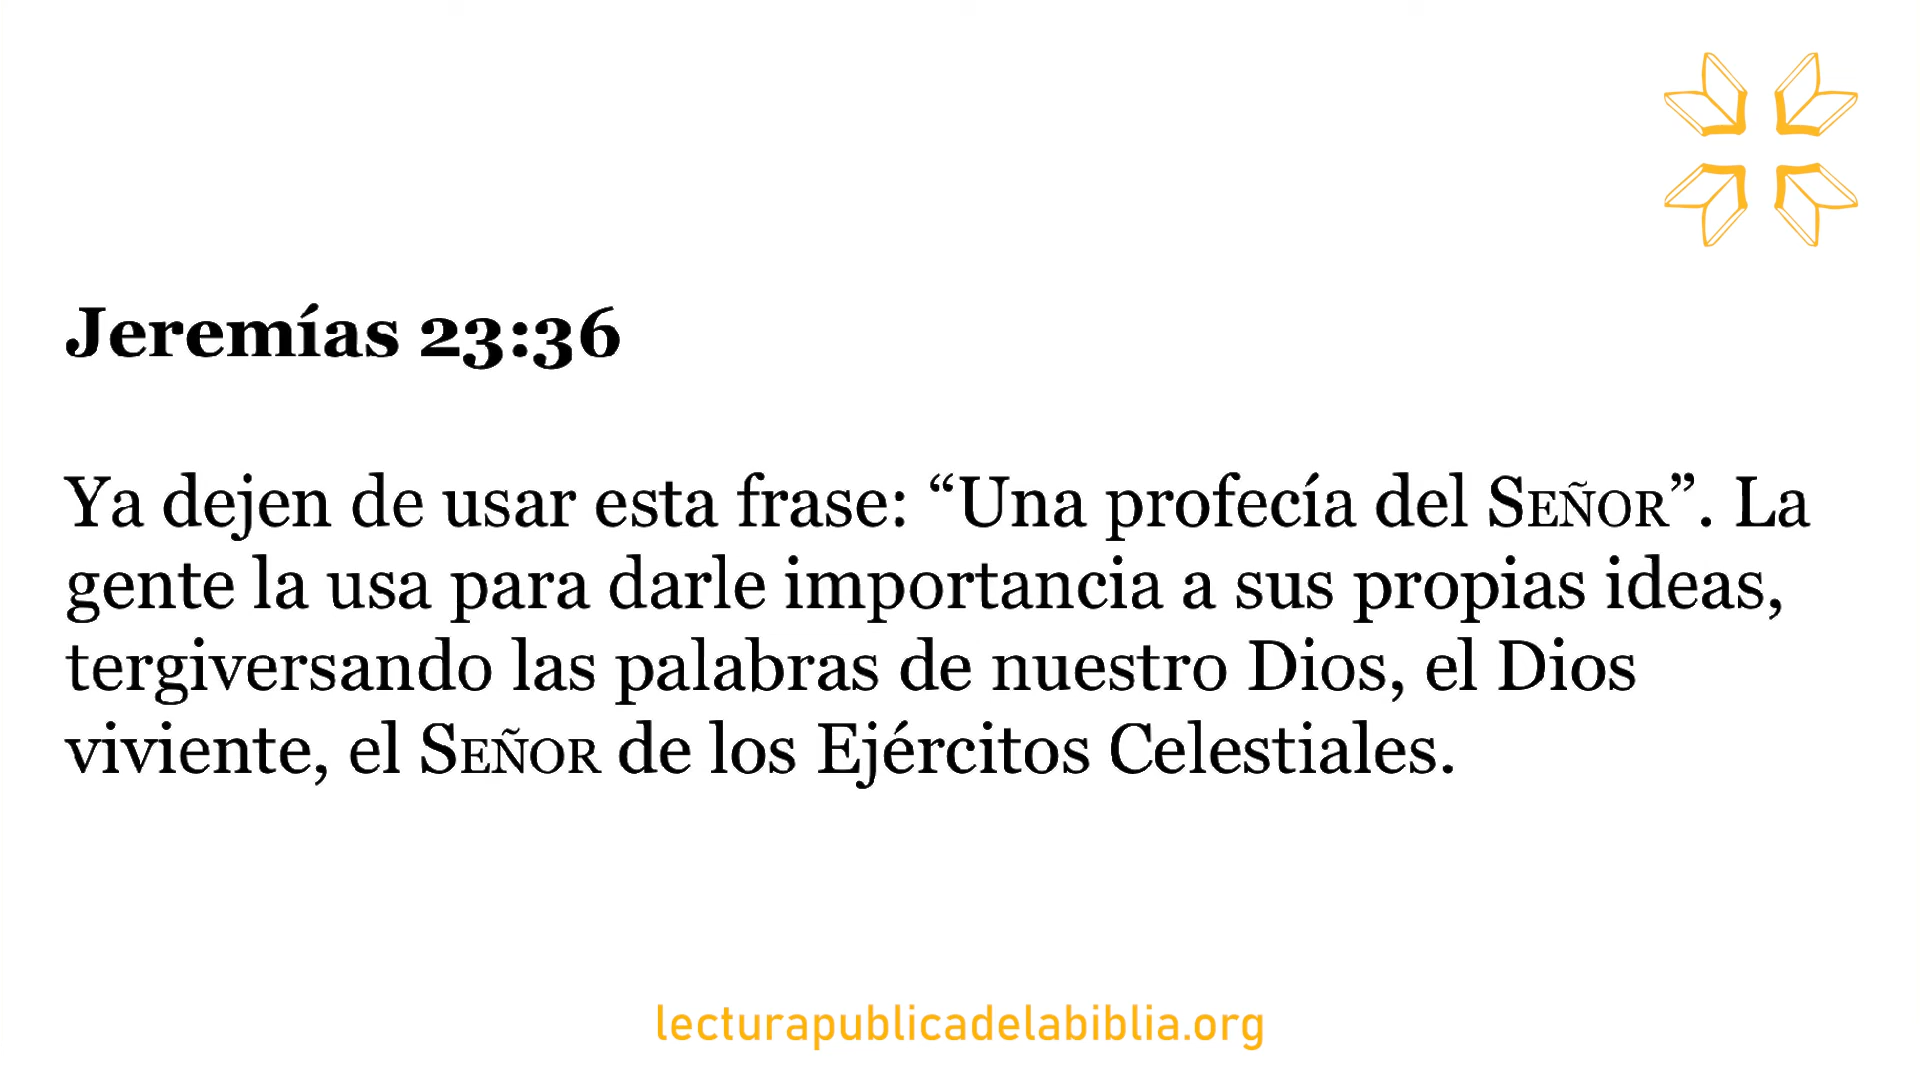 Jeremías 23:36
Ya dejen de usar esta frase: “Una profecía del SEÑOR”. La
gente la usa para darle importancia a sus propias ideas,
tergiversando las palabras de nuestro Dios, el Dios
viviente, el SEÑOR de los Ejércitos Celestiales.
lecturapublicadelabiblia.org